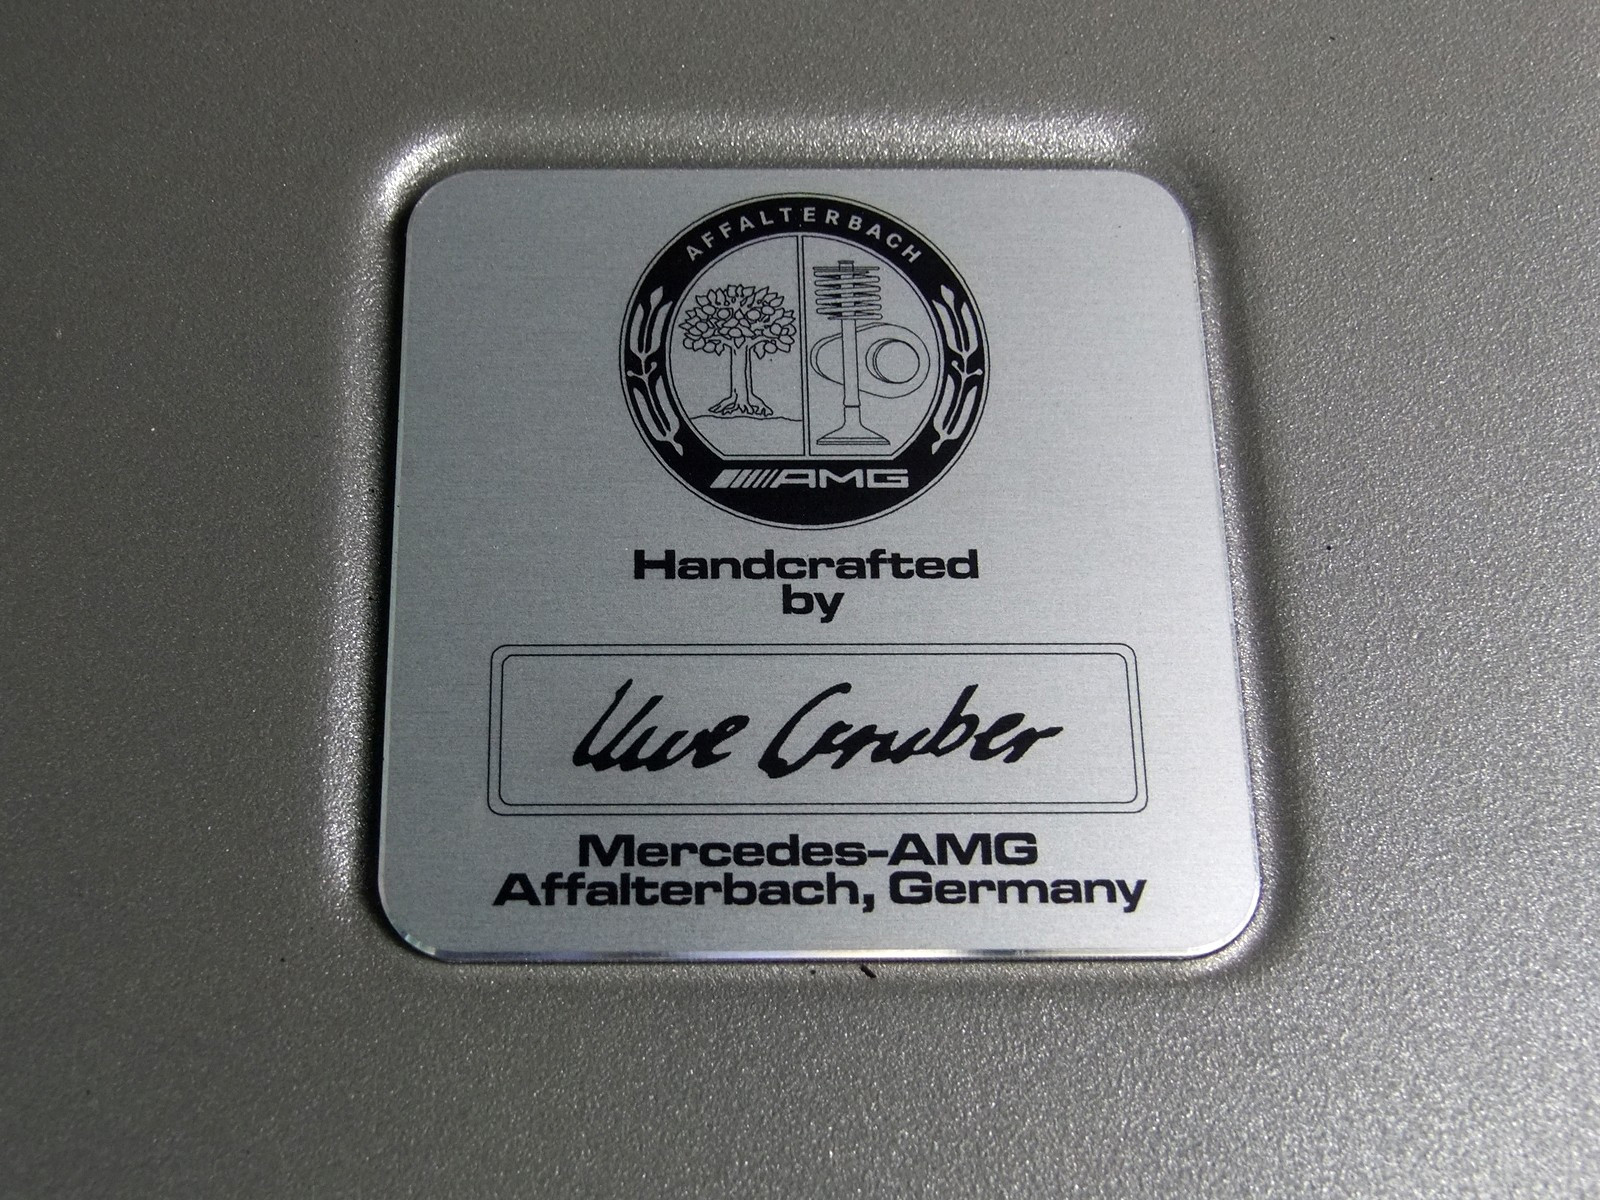 AFFALTERBACH
AMG
Handcrafted
by
Uwe Gruber
Mercedes-AMG
Affalterbach, Germany